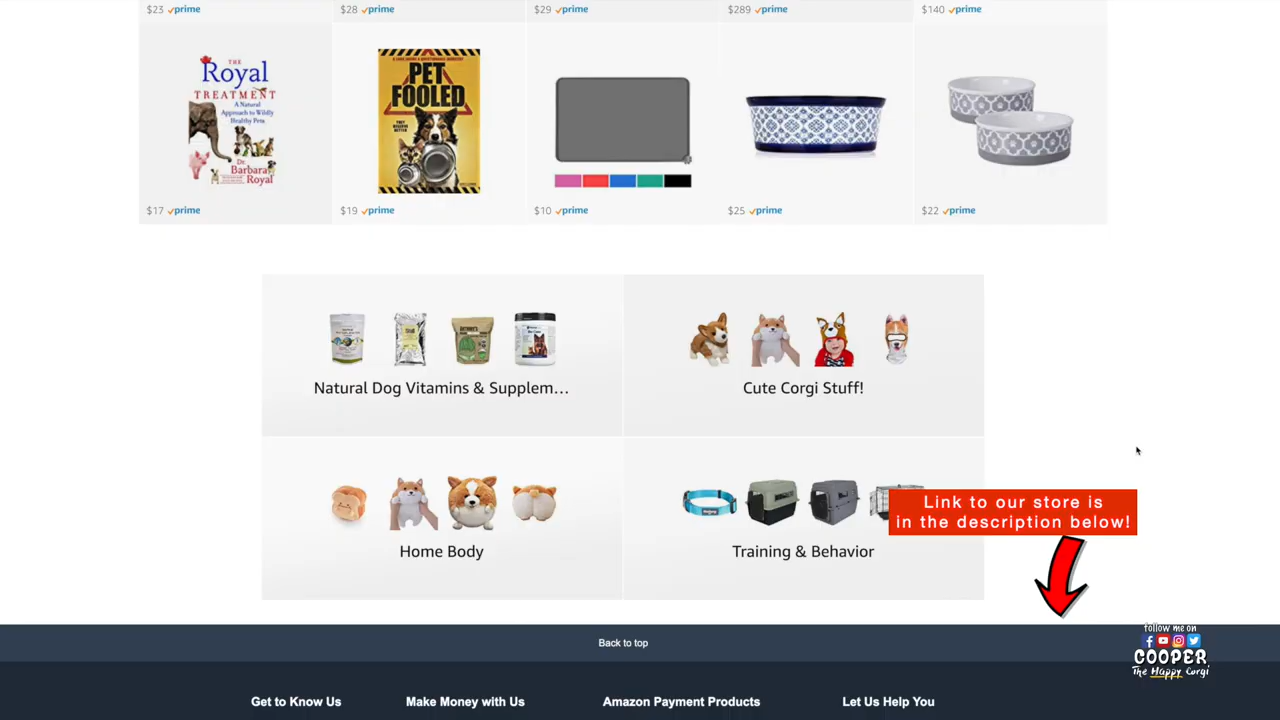 $23 prime
$28 prime
$29 prime
$289 prime
$140 prime
THE
Royal
TREATMENT
A Natural
Approach to Wildly
Healthy Pets
Dr.
Barbara
Royal
PET
FOOLED
$17 prime
$19 prime
$10 prime
$25 prime
$22 prime
Natural Dog Vitamins & Supplem…
Cute Corgi Stuff!
Home Body
Training & Behavior
Link to our store is
in the description below!
Back to top
follow me on
COOPER
The Happy Corgi
Get to Know Us
Make Money with Us
Amazon Payment Products
Let Us Help You